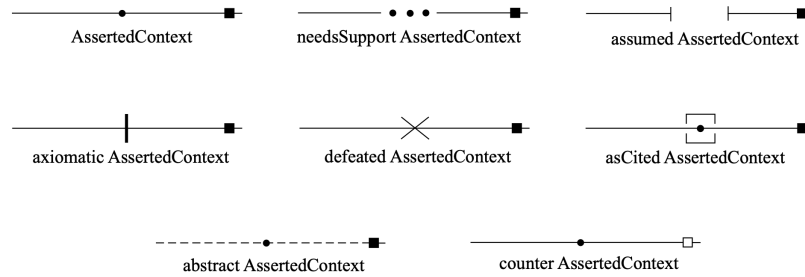 AssertedContext
needsSupport AssertedContext
assumed AssertedContext
axiomatic AssertedContext
defeated AssertedContext
asCited AssertedContext
abstract AssertedContext
counter AssertedContext